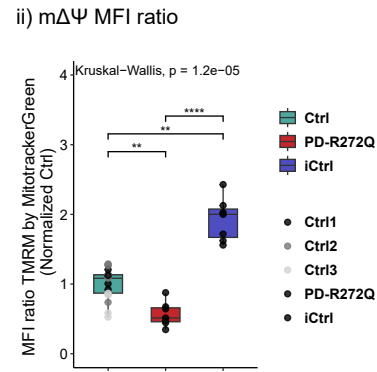 ii) mΔΨ MFI ratio
Kruskal−Wallis, p = 1.2e−05
****
**
**
MFI ratio TMRM by MitotrackerGreen
(Normalized Ctrl)
4
3
2
1
0
Ctrl
PD-R272Q
iCtrl
Ctrl1
Ctrl2
Ctrl3
PD-R272Q
iCtrl